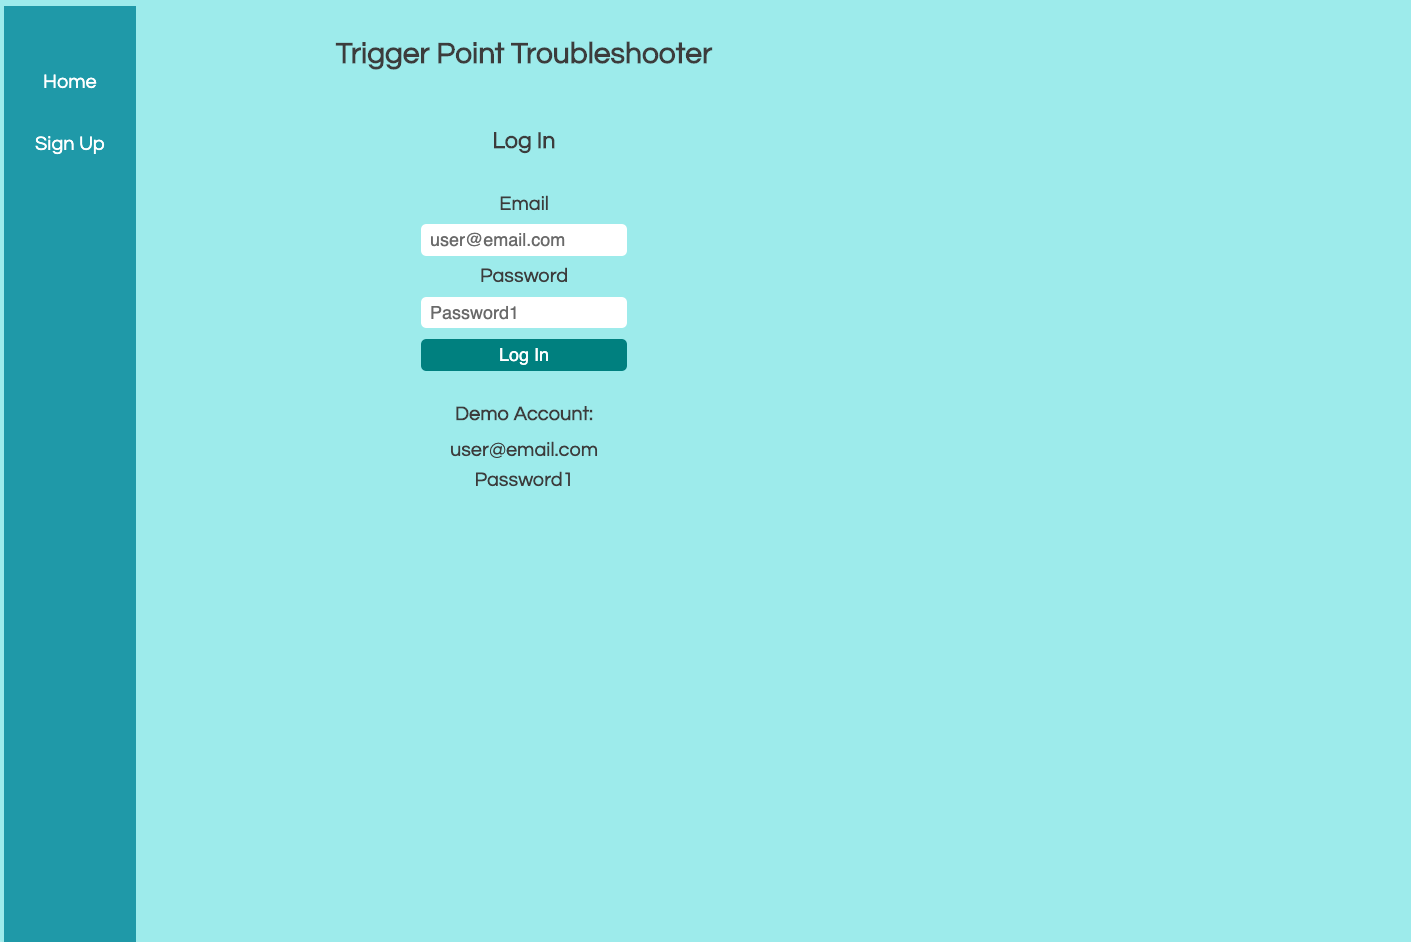 Home
Sign Up
Trigger Point Troubleshooter
Log In
Email
user@email.com
Password
Password1
Log In
Demo Account:
user@email.com
Password1